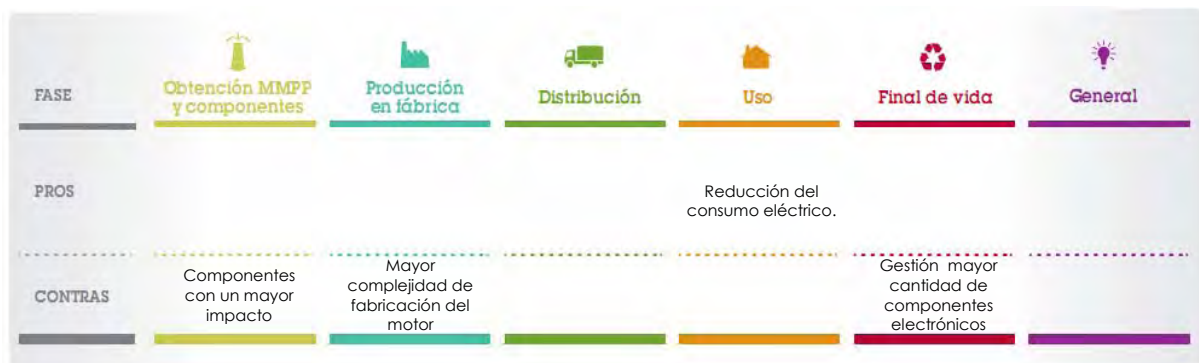 FASE
Obtención MMPP
y componentes
Producción
en fábrica
Distribución
Uso
Final de vida
General
PROS
Reducción del
consumo eléctrico.
CONTRAS
Componentes
con un mayor
impacto
Mayor
complejidad de
fabricación del
motor
Gestión mayor
cantidad de
componentes
electrónicos